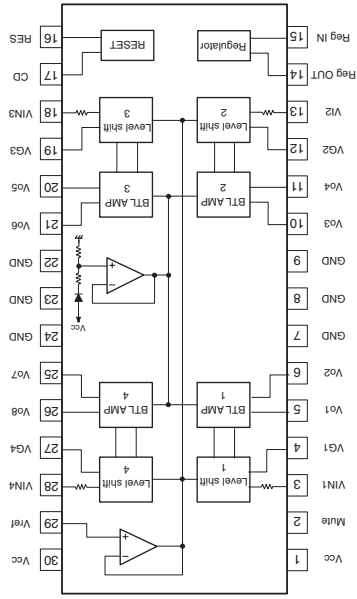 Vcc 1 30 Vcc
Mute 2 29 Vref
VIN1 3 Level shift Level shift 28 VIN4
1 4
VG1 4 27 VG4
Vo1 5 BTL AMP BTL AMP 26 Vo8
1 4
Vo2 6 25 Vo7
GND 7 24 GND
Vcc
GND 8 23 GND
GND 9 22 GND
+
−
+
−
Vo3 10 21 Vo6
BTL AMP BTL AMP
2 3
Vo4 11 20 Vo5
VG2 12 19 VG3
Level shift Level shift
2 3
VI2 13 18 VIN3
Reg OUT 14 17 CD
Regulator RESET
Reg IN 15 16 RES